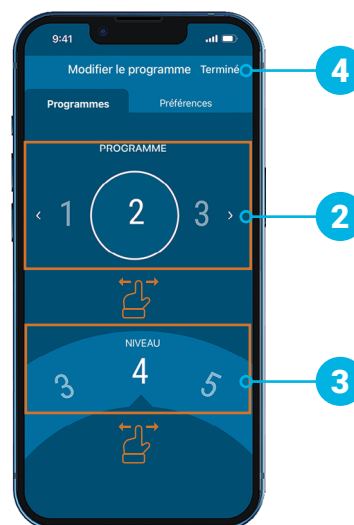 9:41
Modifier le programme Terminé
4
Programmes Préférences
PROGRAMME
‹ 1 2 3 ›
2
NIVEAU
3 4 5
3